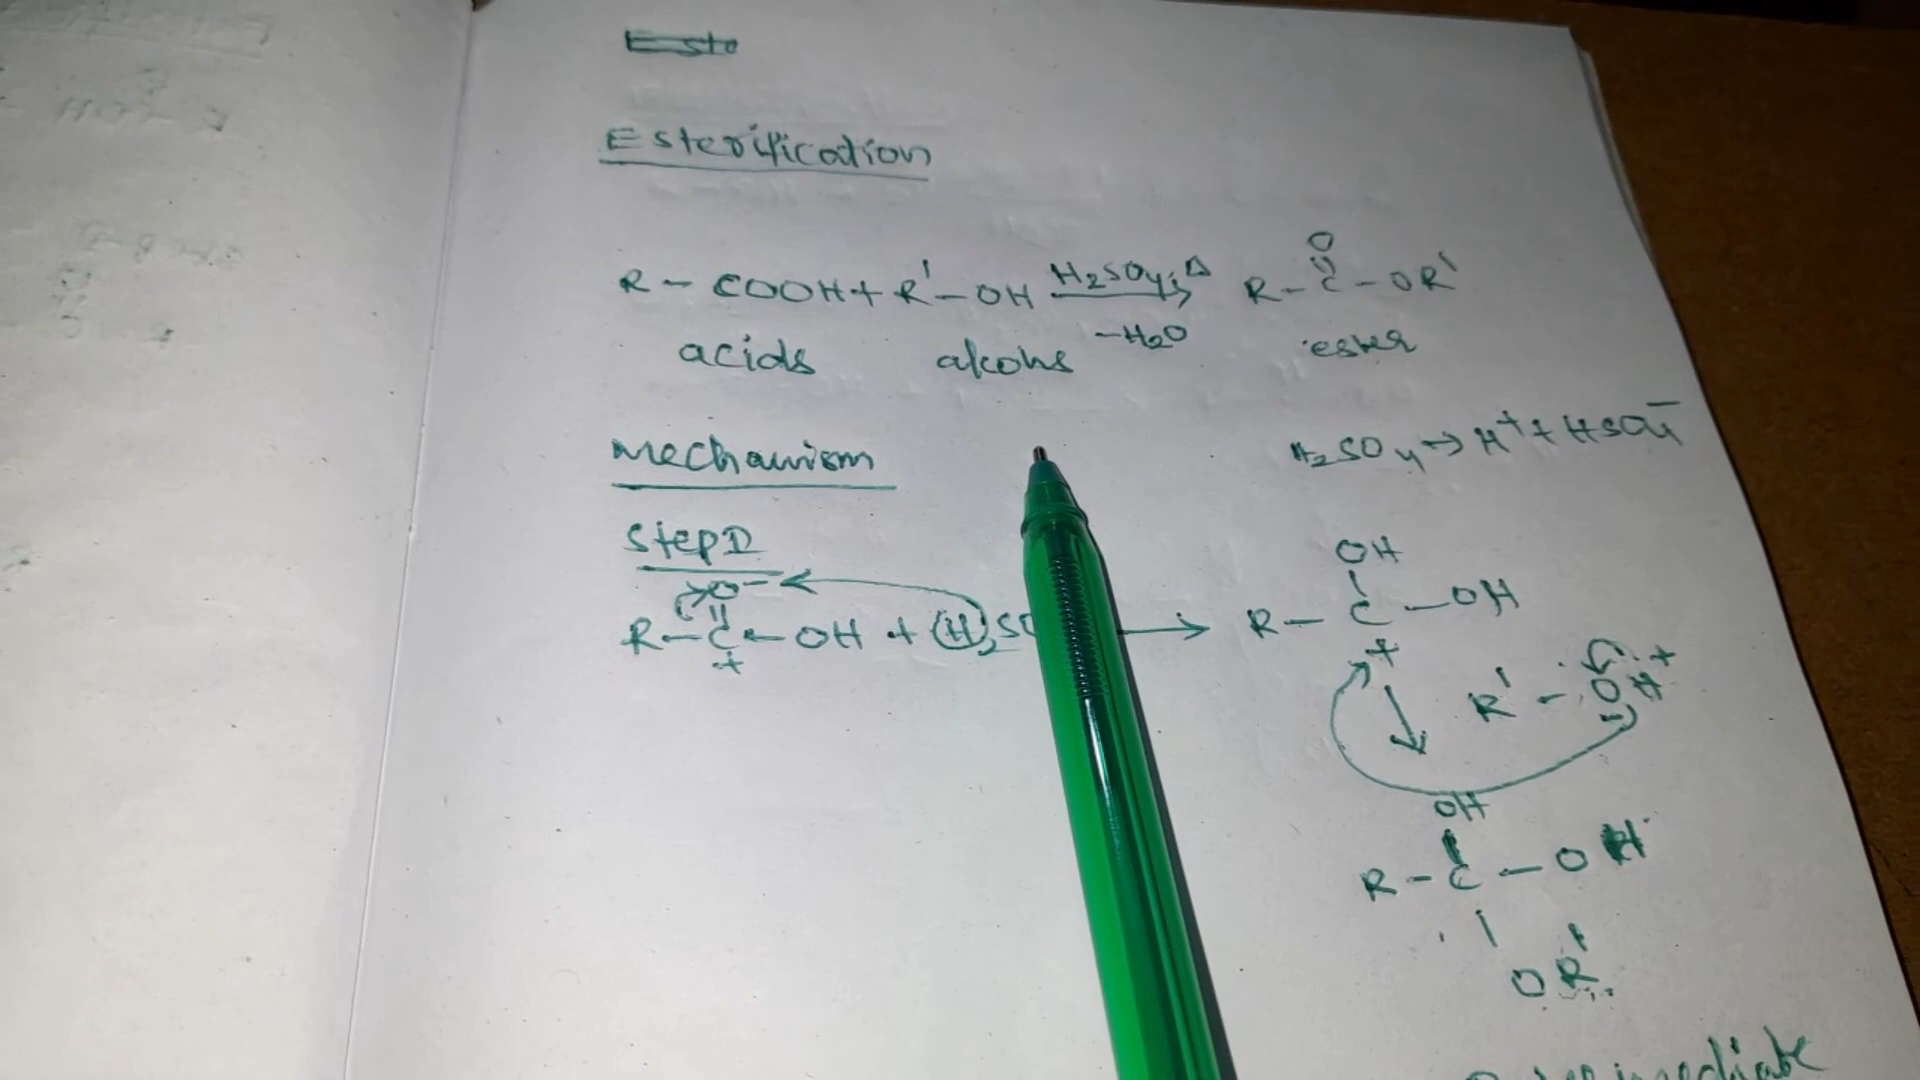 Esterification
R - COOH + R' - OH H2SO4, Δ -H2O R - C - OR'
O
acids alcohs ester
Mechanism
H2SO4 → H+ + HSO4-
Step I
O-
R - C - OH + H2SO → R - C - OH
+
OH
+
R' - OH +
OH
R - C - OH
OR'